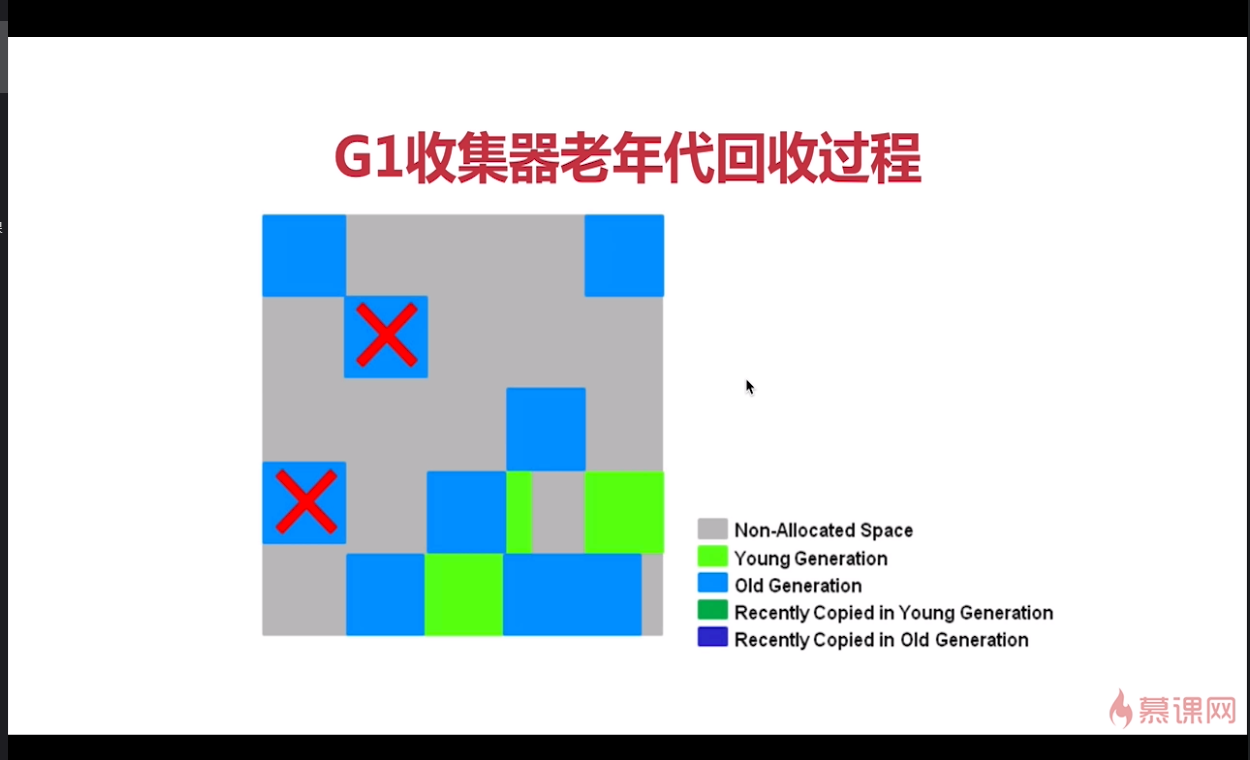 G1收集器老年代回收过程
Non-Allocated Space
Young Generation
Old Generation
Recently Copied in Young Generation
Recently Copied in Old Generation
慕课网